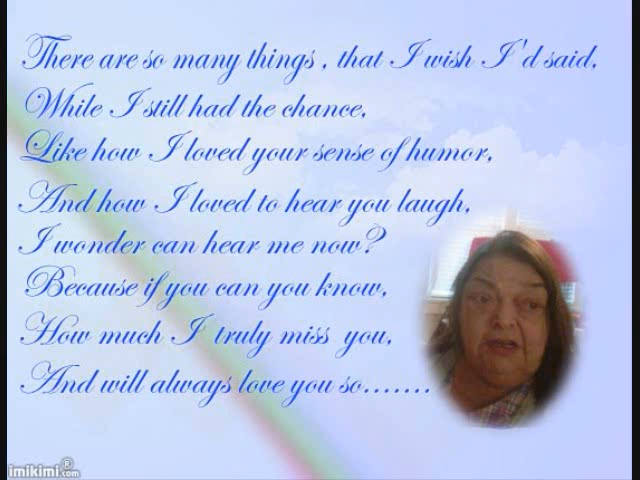 There are so many things , that I wish I'd said,
While I still had the chance,
Like how I loved your sense of humor,
And how I loved to hear you laugh,
I wonder can hear me now?
Because if you can you know,
How much I truly miss you,
And will always love you so.......
imikimi®.com